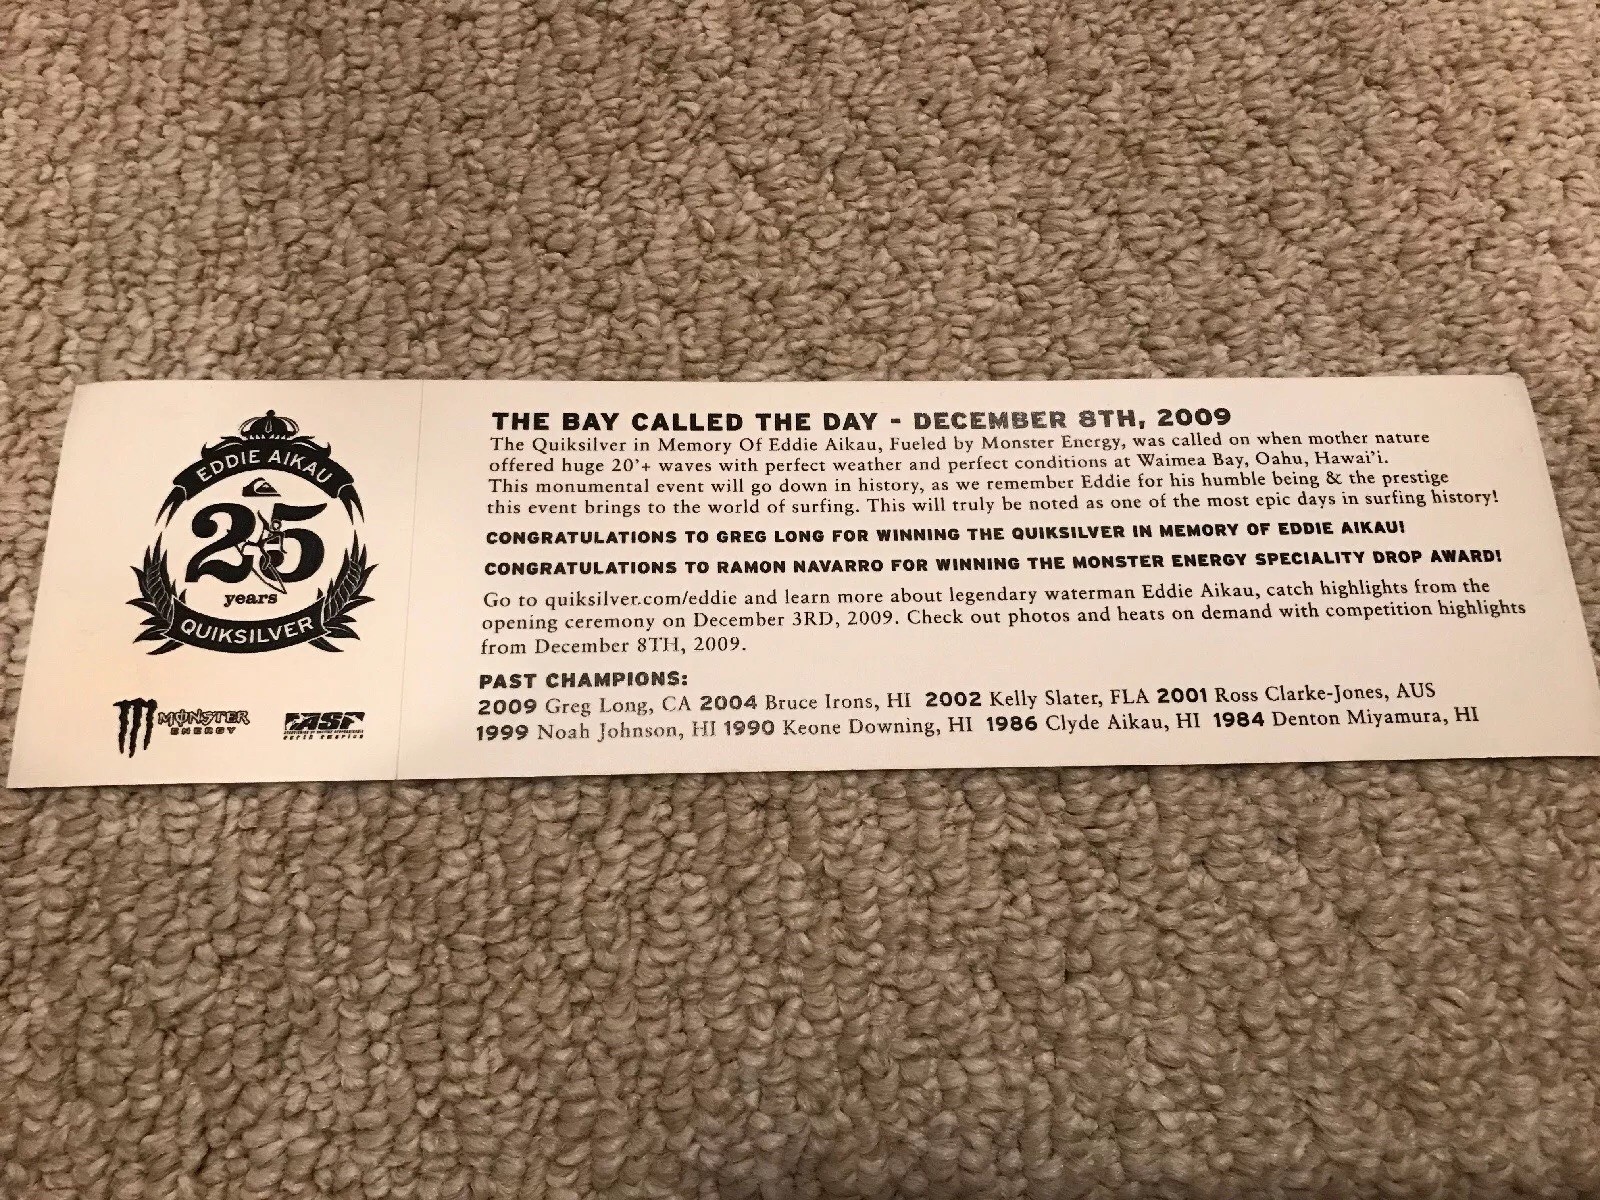 EDDIE AIKAU
25
years
QUIKSILVER
MONSTER
ENERGY
ASP
north america
THE BAY CALLED THE DAY - DECEMBER 8TH, 2009
The Quiksilver in Memory Of Eddie Aikau, Fueled by Monster Energy, was called on when mother nature
offered huge 20'+ waves with perfect weather and perfect conditions at Waimea Bay, Oahu, Hawai'i.
This monumental event will go down in history, as we remember Eddie for his humble being & the prestige
this event brings to the world of surfing. This will truly be noted as one of the most epic days in surfing history!
CONGRATULATIONS TO GREG LONG FOR WINNING THE QUIKSILVER IN MEMORY OF EDDIE AIKAU!
CONGRATULATIONS TO RAMON NAVARRO FOR WINNING THE MONSTER ENERGY SPECIALITY DROP AWARD!
Go to quiksilver.com/eddie and learn more about legendary waterman Eddie Aikau, catch highlights from the
opening ceremony on December 3RD, 2009. Check out photos and heats on demand with competition highlights
from December 8TH, 2009.
PAST CHAMPIONS:
2009 Greg Long, CA 2004 Bruce Irons, HI 2002 Kelly Slater, FLA 2001 Ross Clarke-Jones, AUS
1999 Noah Johnson, HI 1990 Keone Downing, HI 1986 Clyde Aikau, HI 1984 Denton Miyamura, HI